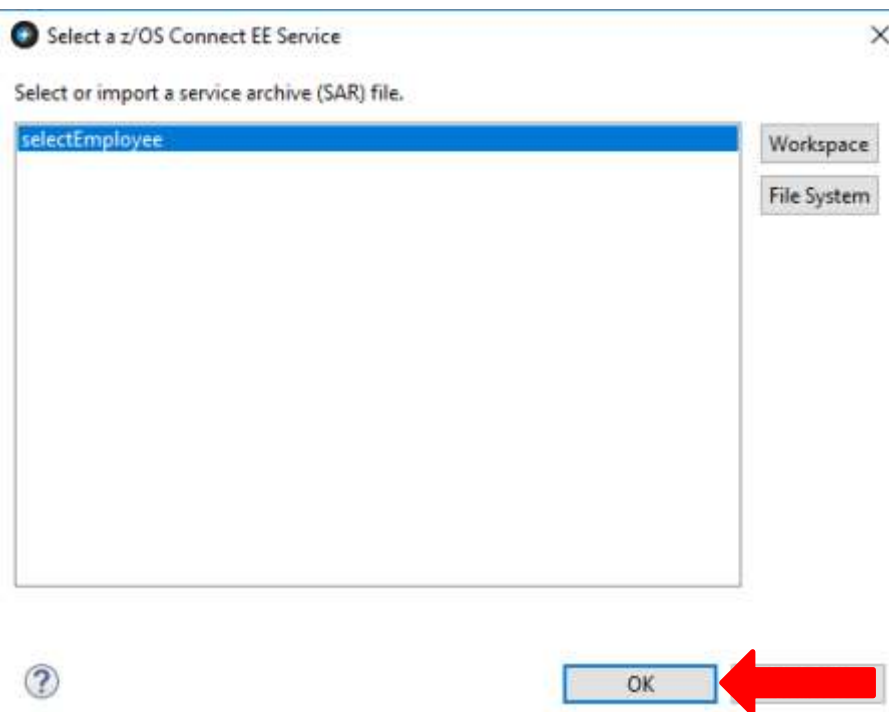 Select a z/OS Connect EE Service
Select or import a service archive (SAR) file.
selectEmployee
Workspace
File System
?
OK